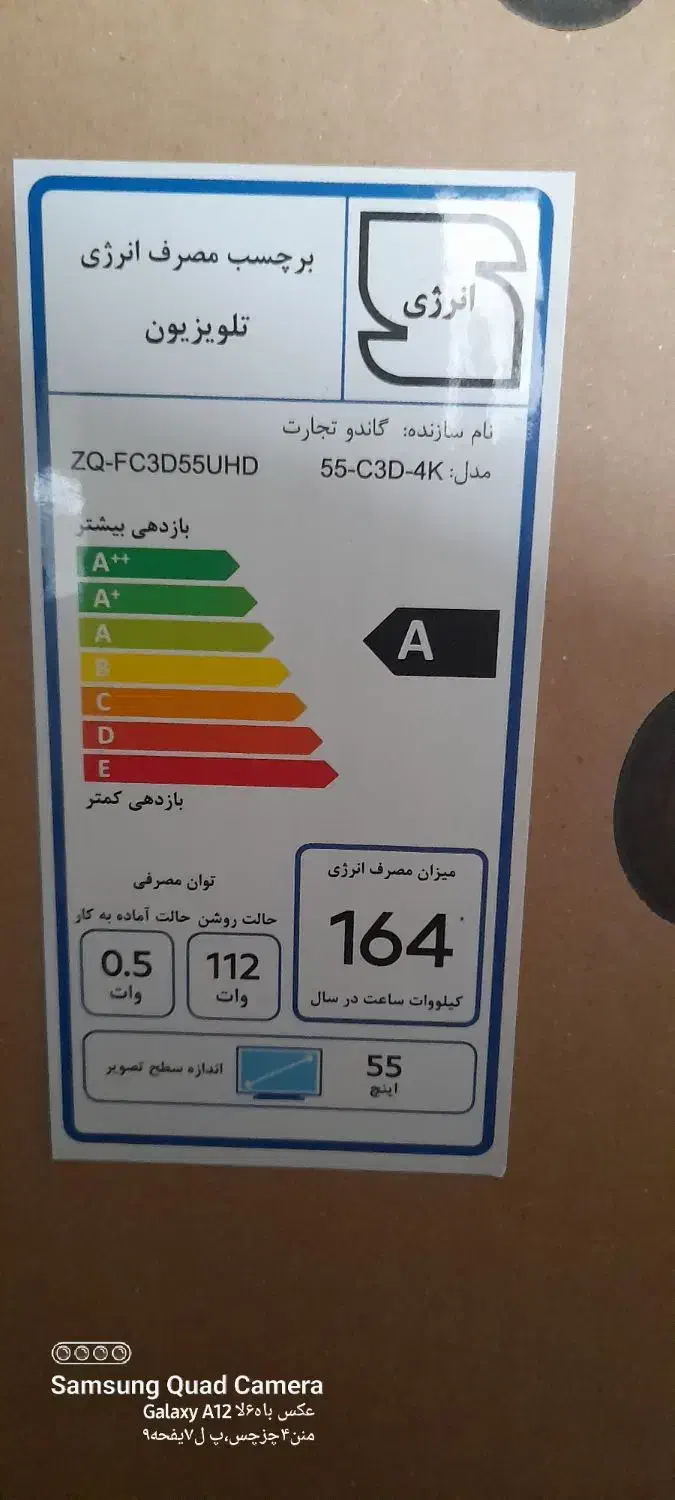 برچسب مصرف انرژی
تلویزیون
انرژی
نام سازنده: گاندو تجارت
مدل: 55-C3D-4K ZQ-FC3D55UHD
بازدهی بیشتر
A++
A+
A
B
C
D
E
A
بازدهی کمتر
میزان مصرف انرژی
164*
کیلووات ساعت در سال
توان مصرفی
حالت روشن حالت آماده به کار
112
وات
0.5
وات
55
اینچ
اندازه سطح تصویر
Samsung Quad Camera
عکس با Galaxy A12